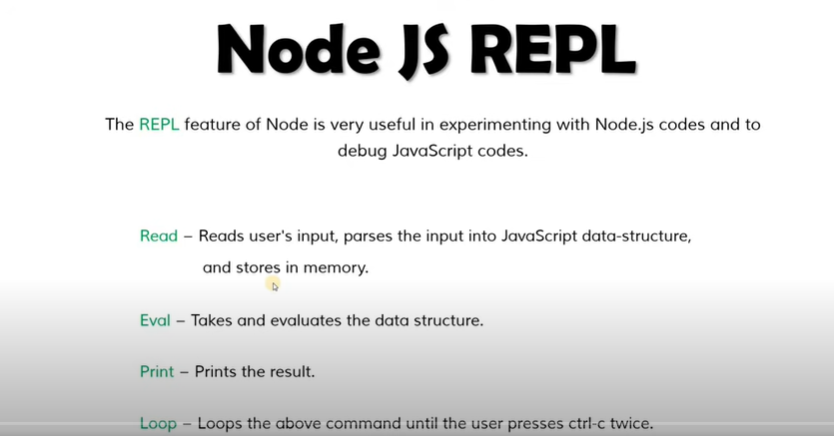 Node JS REPL
The REPL feature of Node is very useful in experimenting with Node.js codes and to
debug JavaScript codes.
Read – Reads user's input, parses the input into JavaScript data-structure,
and stores in memory.
Eval – Takes and evaluates the data structure.
Print – Prints the result.
Loop – Loops the above command until the user presses ctrl-c twice.